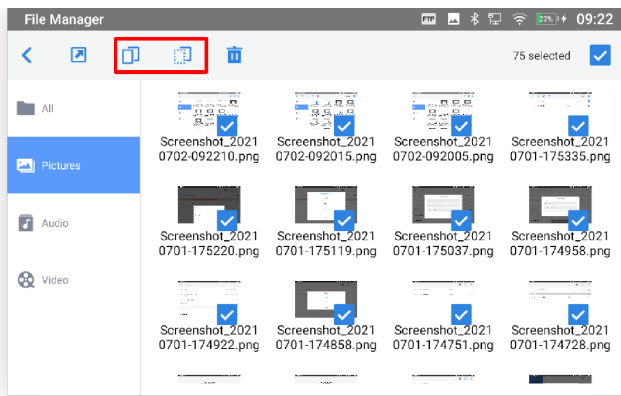 File Manager
FTP
32%
09:22
75 selected
All
Pictures
Audio
Video
Screenshot_2021
0702-092210.png
Screenshot_2021
0702-092015.png
Screenshot_2021
0702-092005.png
Screenshot_2021
0701-175335.png
Screenshot_2021
0701-175220.png
Screenshot_2021
0701-175119.png
Screenshot_2021
0701-175037.png
Screenshot_2021
0701-174958.png
Screenshot_2021
0701-174922.png
Screenshot_2021
0701-174858.png
Screenshot_2021
0701-174751.png
Screenshot_2021
0701-174728.png